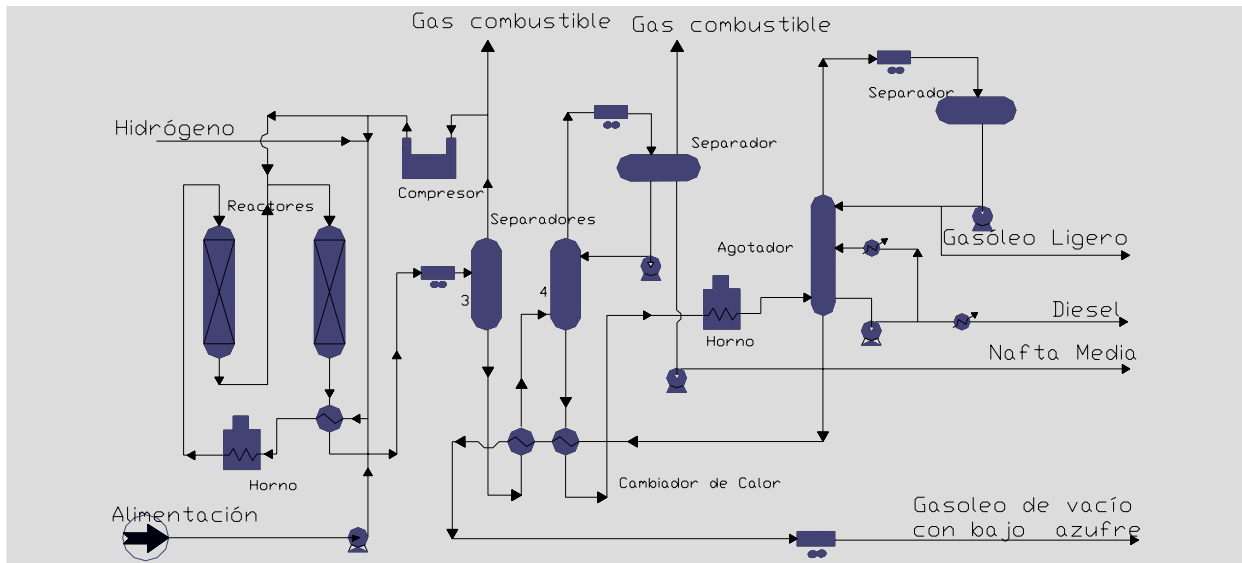 Gas combustible
Gas combustible
Separador
Hidrógeno
Separador
Compresor
Reactores
Separadores
Agotador
Gasóleo Ligero
3
4
Diesel
Horno
Nafta Media
Horno
Cambiador de Calor
Alimentación
Gasoleo de vacío
con bajo azufre